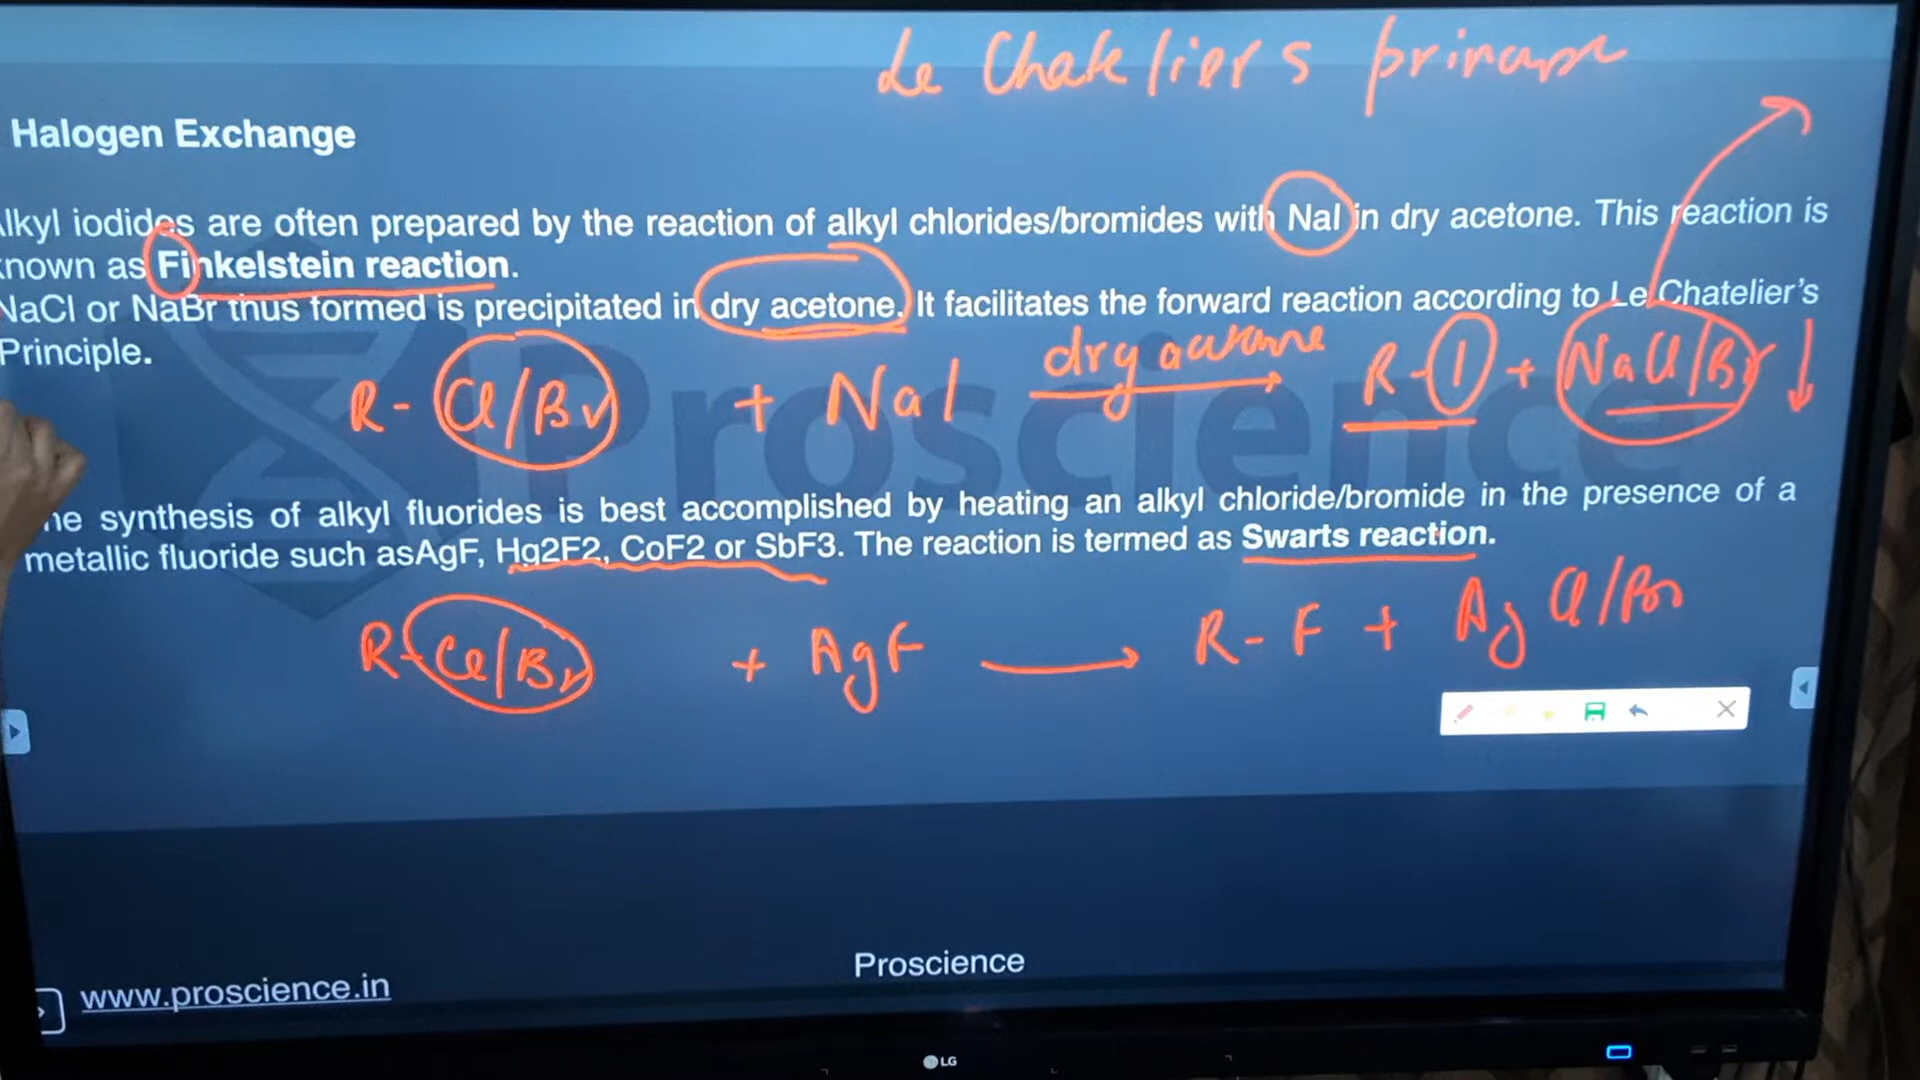 Le Chateliers
Halogen Exchange
lkyl iodides are often prepared by the reaction of alkyl chlorides/bromides with NaI in dry acetone. This reaction is
known as Finkelstein reaction.
NaCl or NaBr thus formed is precipitated in dry acetone. It facilitates the forward reaction according to Le Chatelier's
Principle.
R - Cl/Br + NaI dry acetone → R - I + NaCl/Br ↓
he synthesis of alkyl fluorides is best accomplished by heating an alkyl chloride/bromide in the presence of a
metallic fluoride such asAgF, Hg2F2, CoF2 or SbF3. The reaction is termed as Swarts reaction.
R - Cl/Br + AgF → R - F + Ag Cl/Br
Proscience
Proscience
www.proscience.in
LG